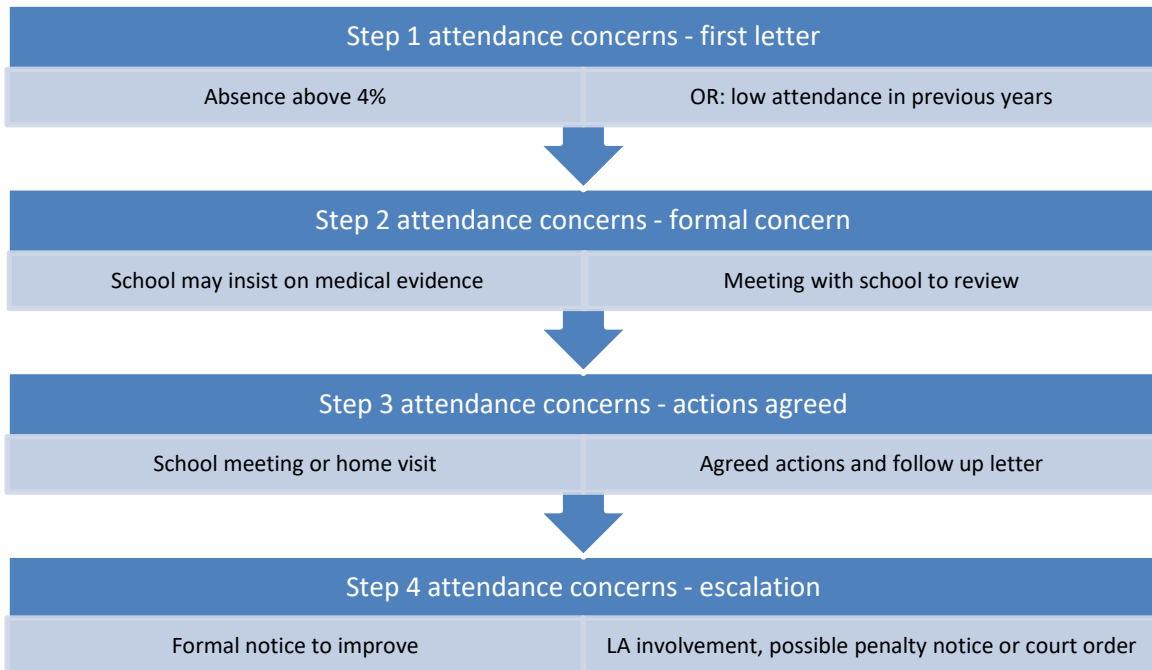 Step 1 attendance concerns - first letter
Absence above 4%
OR: low attendance in previous years
Step 2 attendance concerns - formal concern
School may insist on medical evidence
Meeting with school to review
Step 3 attendance concerns - actions agreed
School meeting or home visit
Agreed actions and follow up letter
Step 4 attendance concerns - escalation
Formal notice to improve
LA involvement, possible penalty notice or court order